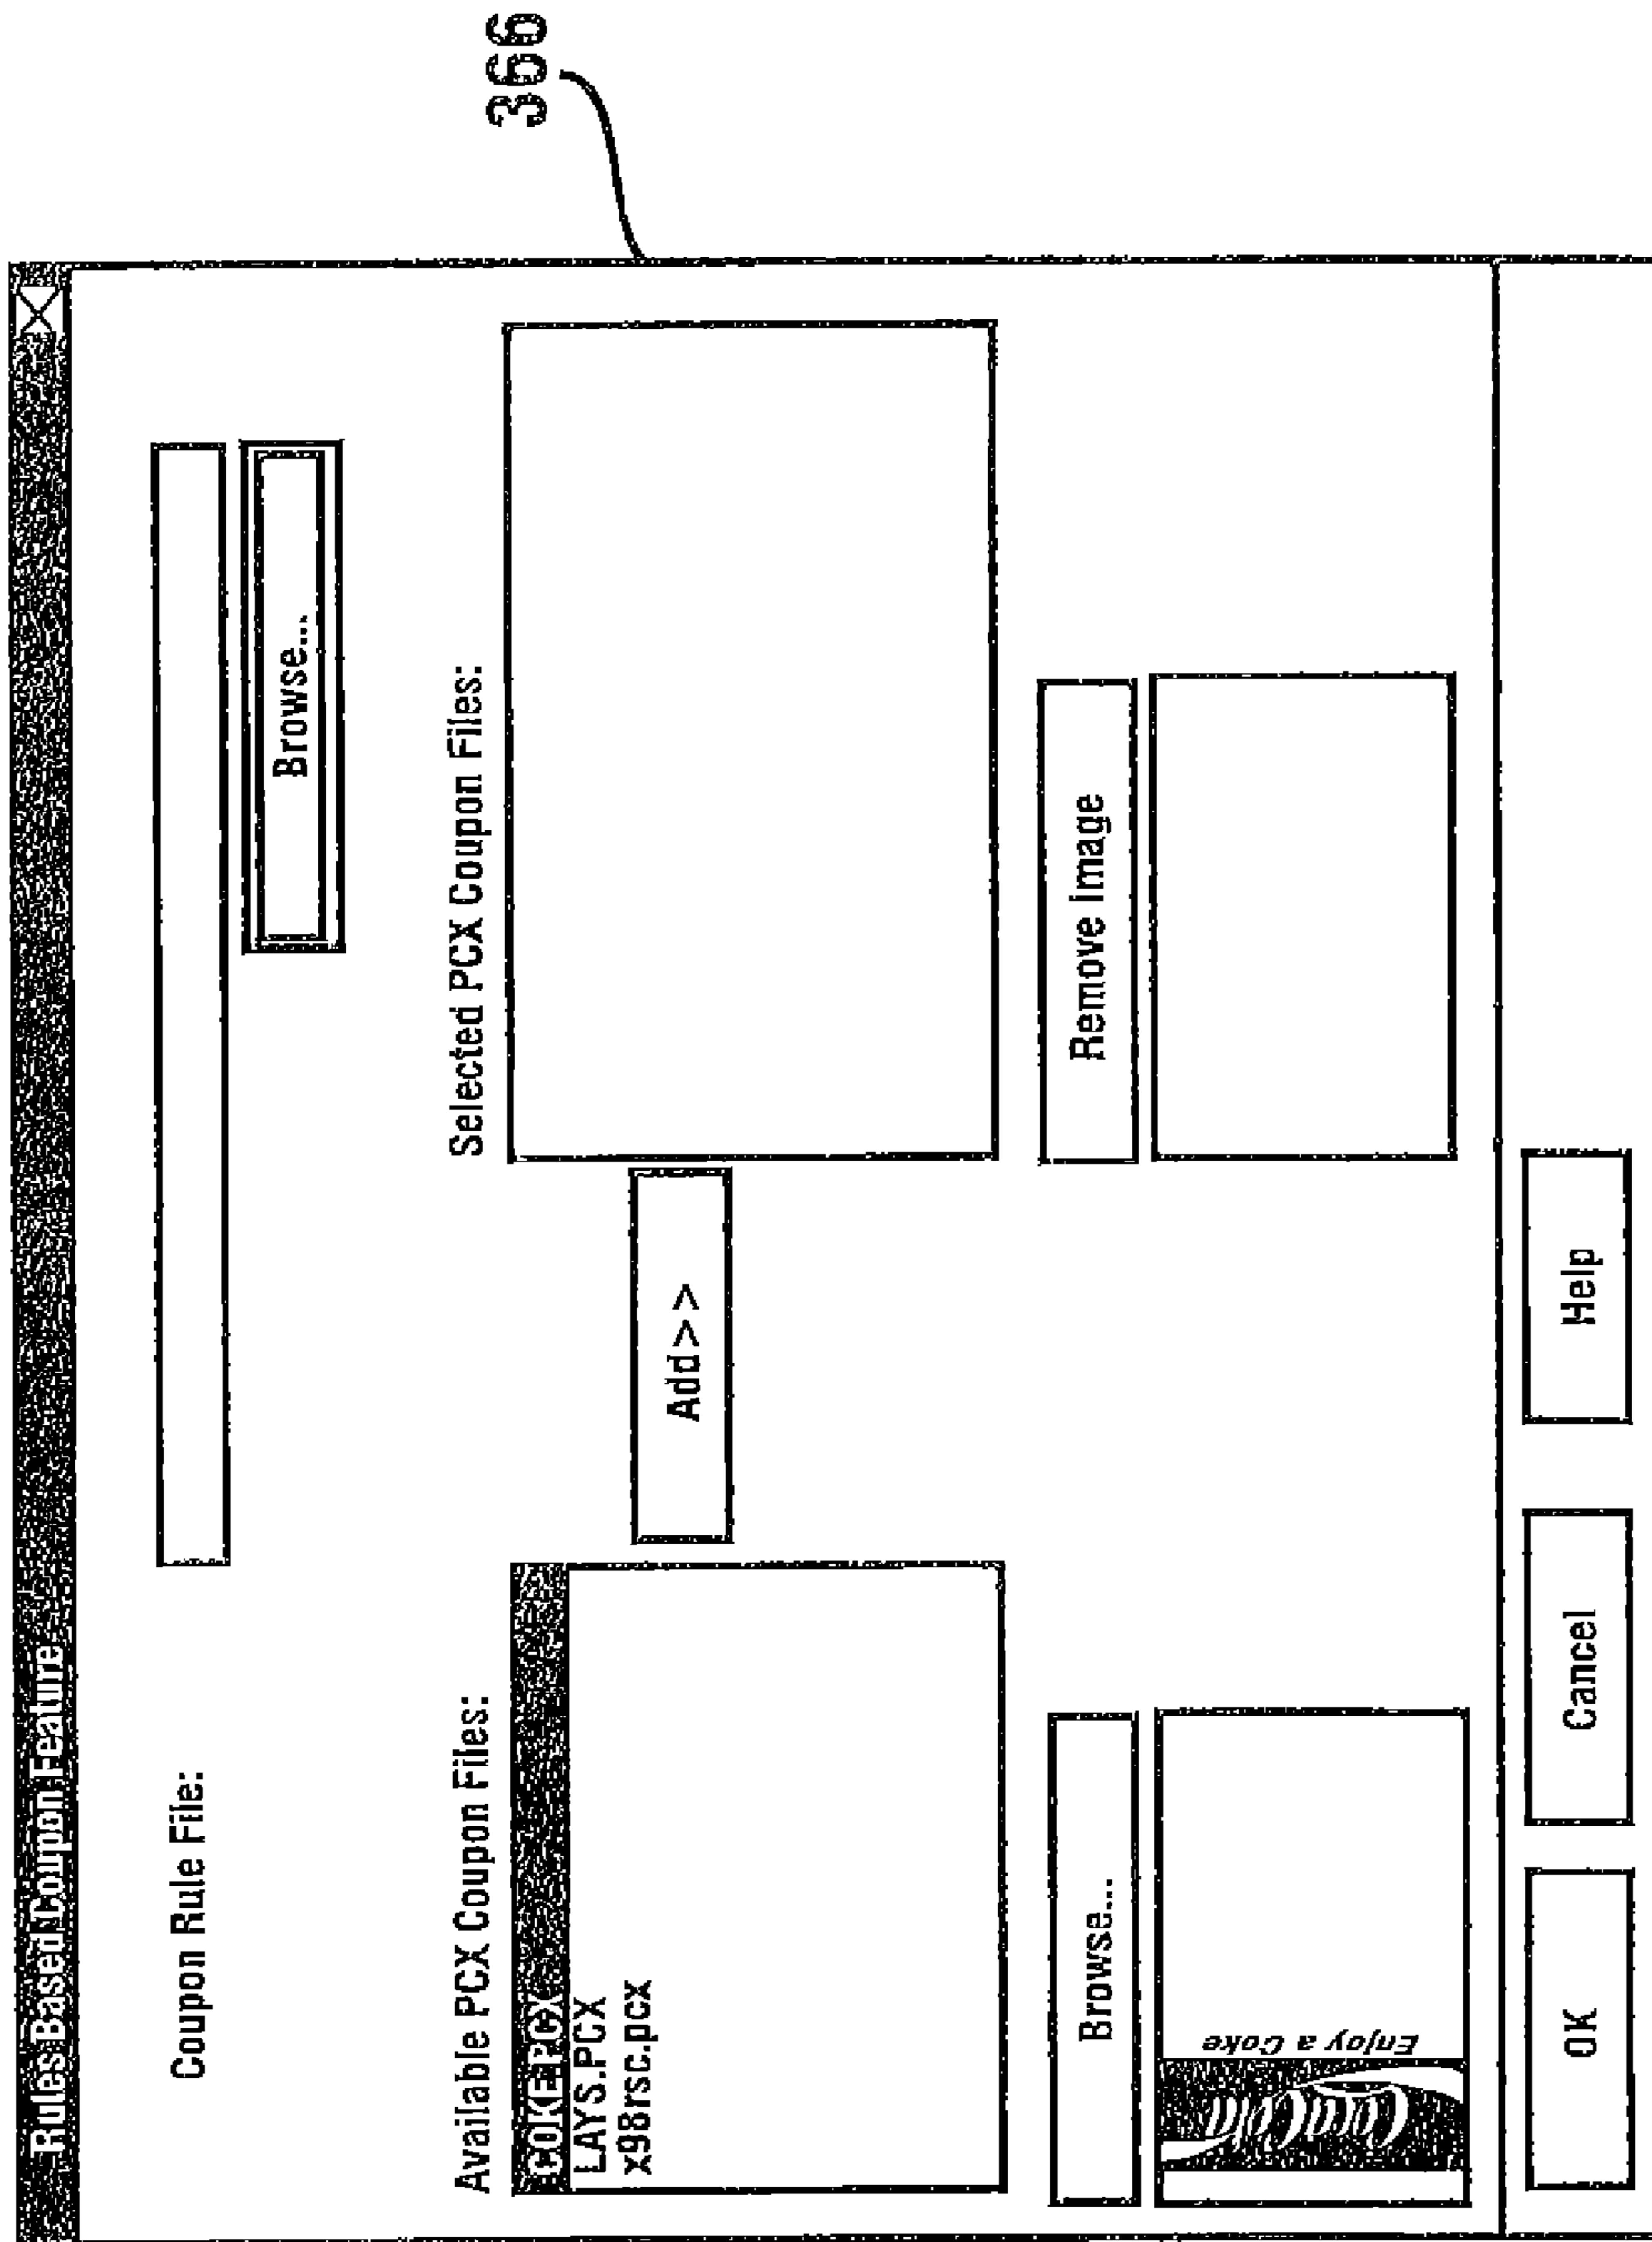 Rules Based Coupon Feature
Coupon Rule File:
Browse...
Available PCX Coupon Files:
Selected PCX Coupon Files:
COKE.PCX
LAYS.PCX
x98rsc.pcx
Add>>
Browse...
Remove Image
Enjoy a Coke
OK
Cancel
Help
366